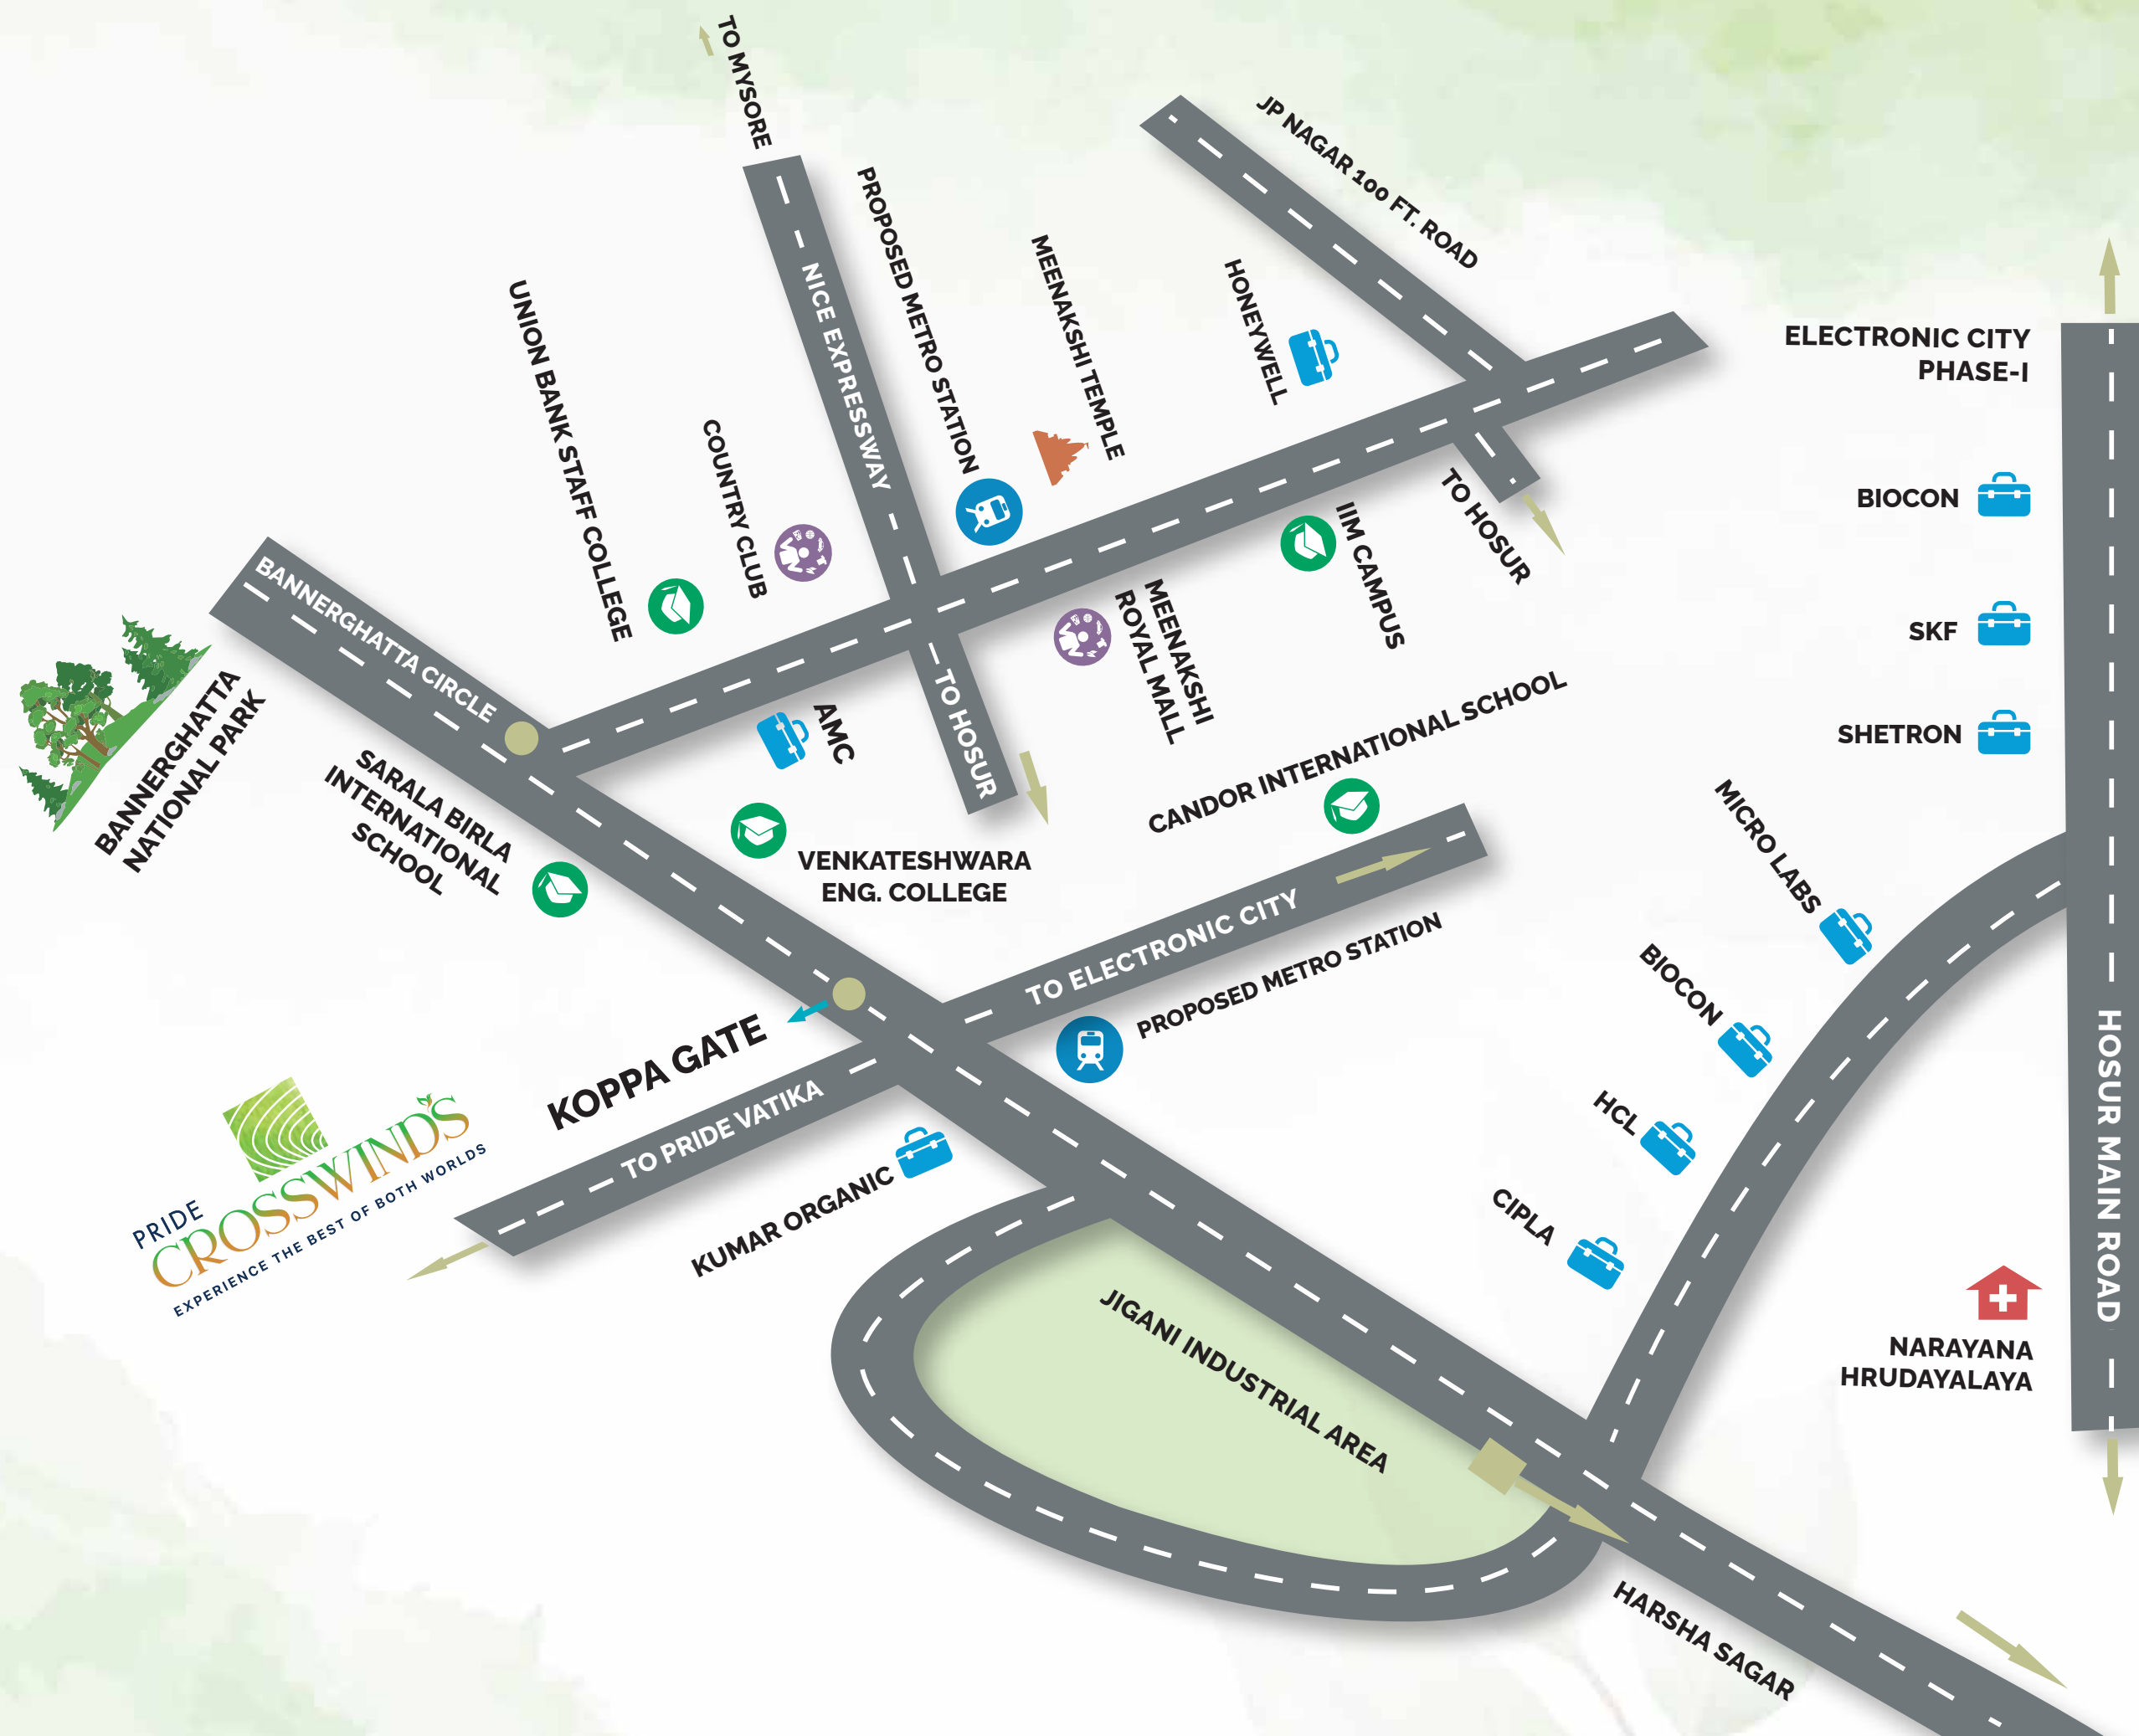 TO MYSORE
NICE EXPRESSWAY
PROPOSED METRO STATION
MEENAKSHI TEMPLE
HONEYWELL
JP NAGAR 100 FT. ROAD
UNION BANK STAFF COLLEGE
COUNTRY CLUB
ELECTRONIC CITY
PHASE-I
BIOCON
SKF
SHETRON
TO HOSUR
IIM CAMPUS
MEENAKSHI
ROYAL MALL
TO HOSUR
AMC
BANNERGHATTA CIRCLE
BANNERGHATTA
NATIONAL PARK
SARALA BIRLA
INTERNATIONAL
SCHOOL
VENKATESHWARA
ENG. COLLEGE
CANDOR INTERNATIONAL SCHOOL
TO ELECTRONIC CITY
PROPOSED METRO STATION
MICRO LABS
BIOCON
HCL
CIPLA
HOSUR MAIN ROAD
KOPPA GATE
TO PRIDE VATIKA
PRIDE
CROSSWINDS
EXPERIENCE THE BEST OF BOTH WORLDS
KUMAR ORGANIC
JIGANI INDUSTRIAL AREA
NARAYANA
HRUDAYALAYA
HARSHA SAGAR